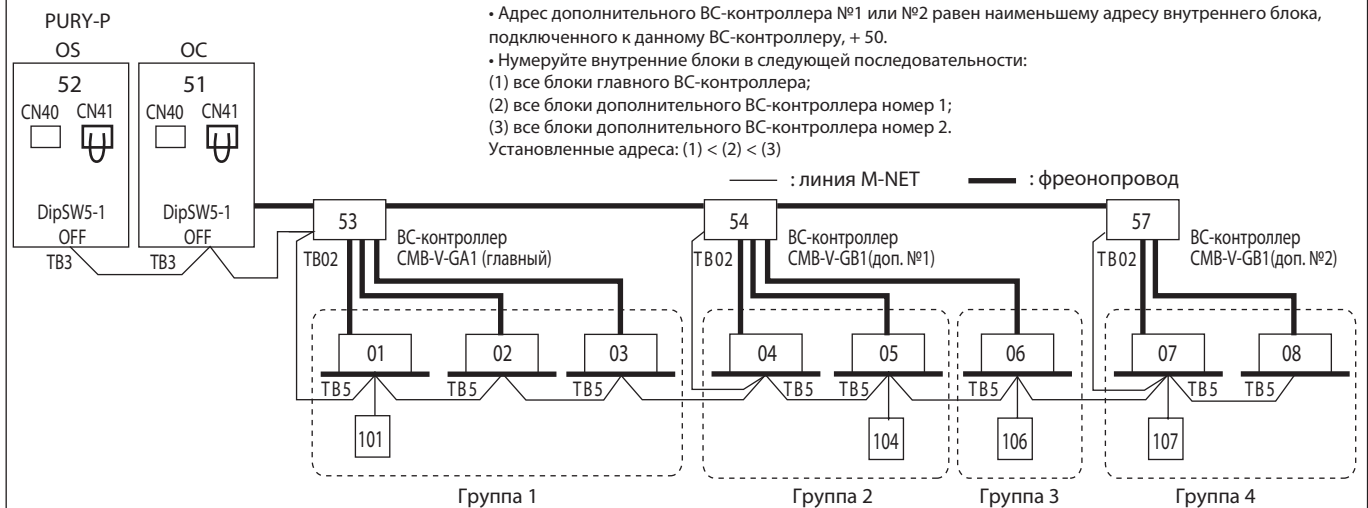 PURY-P
OS
OC
52
51
CN40 CN41
CN40 CN41
DipSW5-1
OFF
DipSW5-1
OFF
TB3
TB3
• Адрес дополнительного ВС-контроллера №1 или №2 равен наименьшему адресу внутреннего блока,
подключенного к данному ВС-контроллеру, + 50.
• Нумеруйте внутренние блоки в следующей последовательности:
(1) все блоки главного ВС-контроллера;
(2) все блоки дополнительного ВС-контроллера номер 1;
(3) все блоки дополнительного ВС-контроллера номер 2.
Установленные адреса: (1) < (2) < (3)
: линия M-NET
: фреонопровод
53
ВС-контроллер
CMB-V-GA1 (главный)
TB02
54
ВС-контроллер
CMB-V-GB1(доп. №1)
TB02
57
ВС-контроллер
CMB-V-GB1(доп. №2)
TB02
01
02
03
04
05
06
07
08
TB5
TB5
TB5
TB5
TB5
TB5
TB5
TB5
101
104
106
107
Группа 1
Группа 2
Группа 3
Группа 4